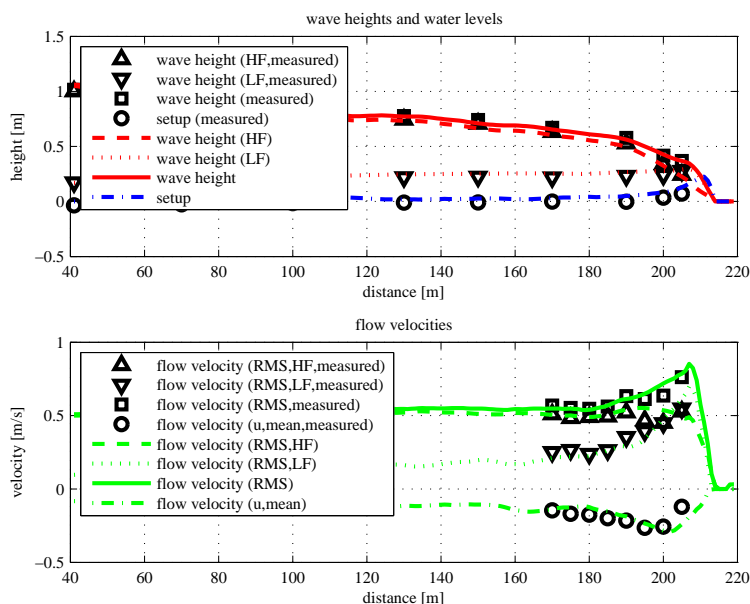 wave heights and water levels
1.5
1
0.5
0
−0.5
height [m]
wave height (HF,measured)
wave height (LF,measured)
wave height (measured)
setup (measured)
wave height (HF)
wave height (LF)
wave height
setup
40 60 80 100 120 140 160 180 200 220
distance [m]
flow velocities
1
0.5
0
−0.5
velocity [m/s]
flow velocity (RMS,HF,measured)
flow velocity (RMS,LF,measured)
flow velocity (RMS,measured)
flow velocity (u,mean,measured)
flow velocity (RMS,HF)
flow velocity (RMS,LF)
flow velocity (RMS)
flow velocity (u,mean)
40 60 80 100 120 140 160 180 200 220
distance [m]